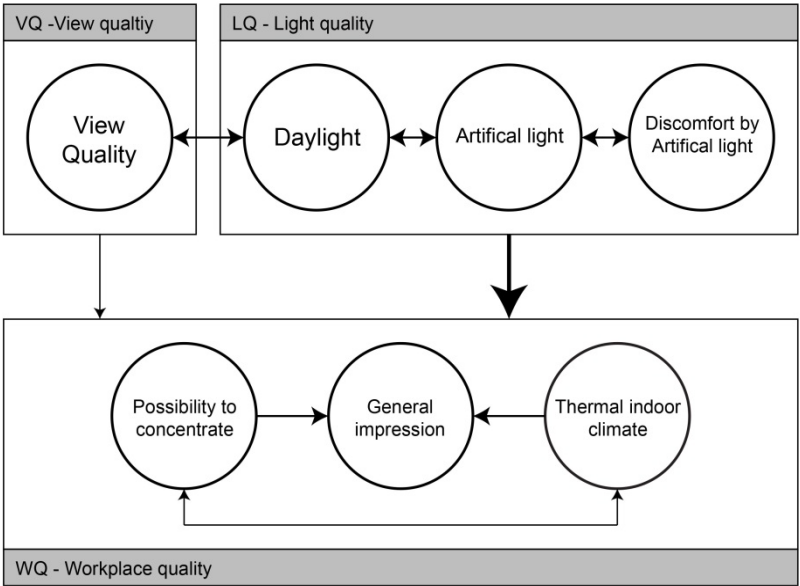 VQ -View qualtiy
LQ - Light quality
View
Quality
Daylight
Artifical light
Discomfort by
Artifical light
Possibility to
concentrate
General
impression
Thermal indoor
climate
WQ - Workplace quality